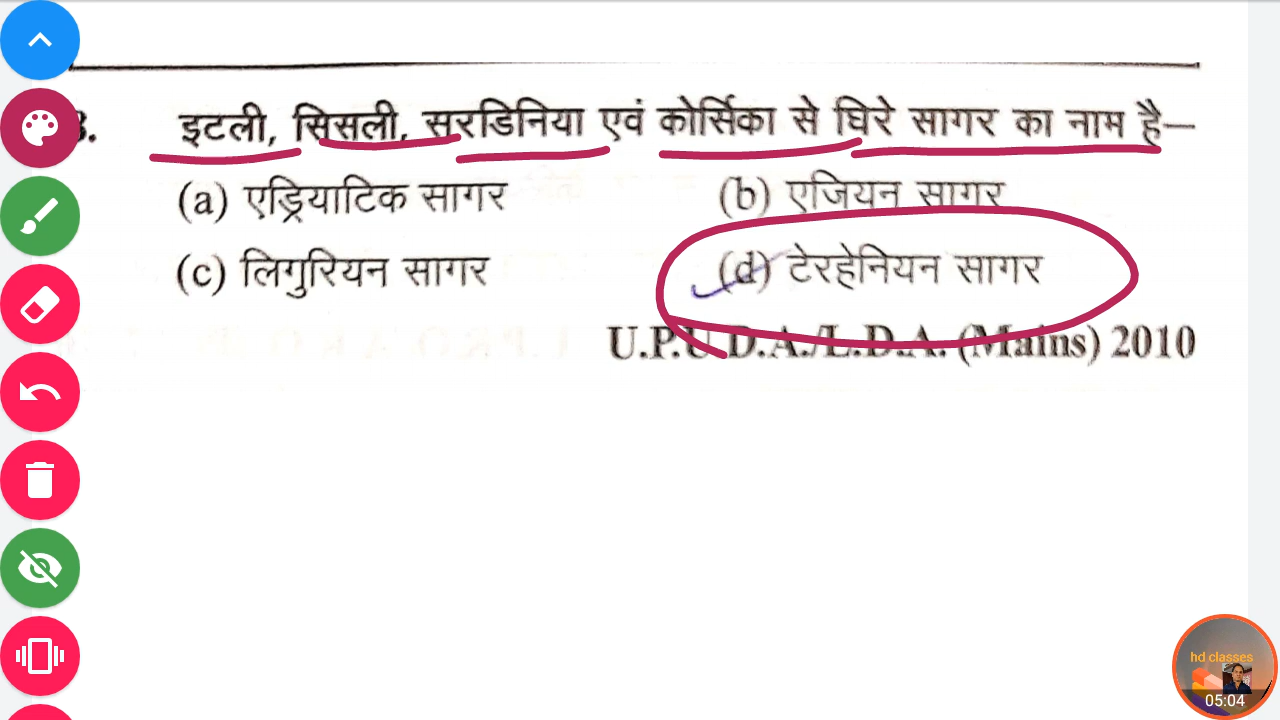 3. इटली, सिसली, सरडिनिया एवं कोर्सिका से घिरे सागर का नाम है—
(a) एड्रियाटिक सागर (b) एजियन सागर
(c) लिगुरियन सागर (d) टेरहेनियन सागर
U.P.U.D.A./L.D.A. (Mains) 2010
hd classes
05:04